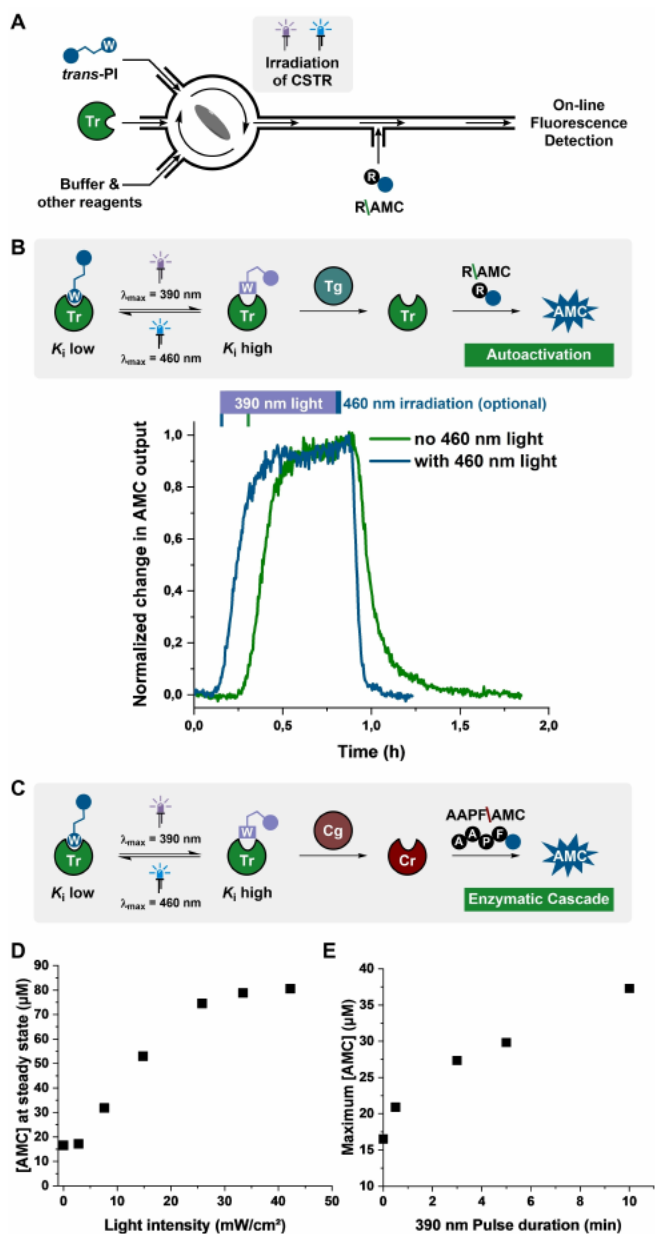 A
W
trans-PI
Irradiation
of CSTR
Tr
On-line
Fluorescence
Detection
Buffer &
other reagents
R
R\AMC
B
W
Tr
Ki low
λmax = 390 nm
λmax = 460 nm
W
Tr
Ki high
Tg
Tr
R\AMC
R
AMC
Autoactivation
390 nm light
460 nm irradiation (optional)
no 460 nm light
with 460 nm light
Normalized change in AMC output
1,0
0,8
0,6
0,4
0,2
0,0
0,0 0,5 1,0 1,5 2,0
Time (h)
C
W
Tr
Ki low
λmax = 390 nm
λmax = 460 nm
W
Tr
Ki high
Cg
Cr
AAPF\AMC
A A P F
AMC
Enzymatic Cascade
D
[AMC] at steady state (µM)
90
80
70
60
50
40
30
20
10
0
0 10 20 30 40 50
Light intensity (mW/cm²)
E
Maximum [AMC] (µM)
40
35
30
25
20
15
10
0 2 4 6 8 10
390 nm Pulse duration (min)